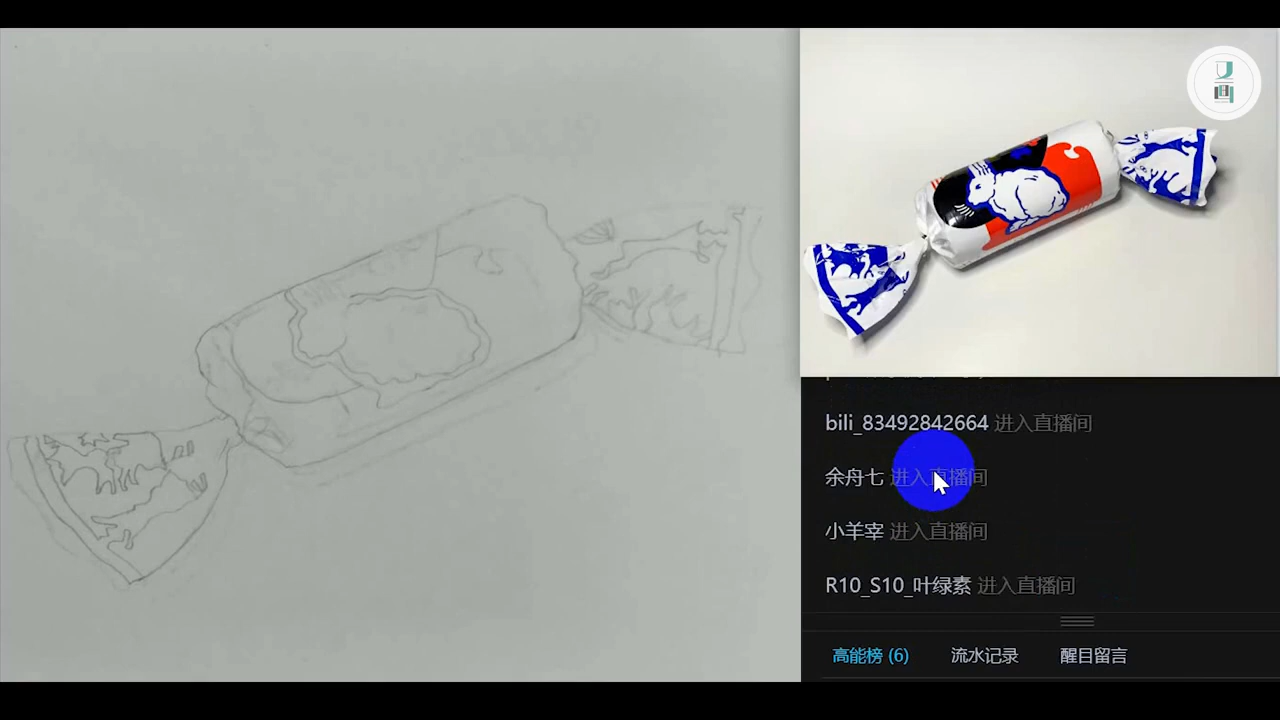 bili_83492842664 进入直播间
余舟七 进入直播间
小羊宰 进入直播间
R10_S10_叶绿素 进入直播间
高能榜 (6) 流水记录 醒目留言